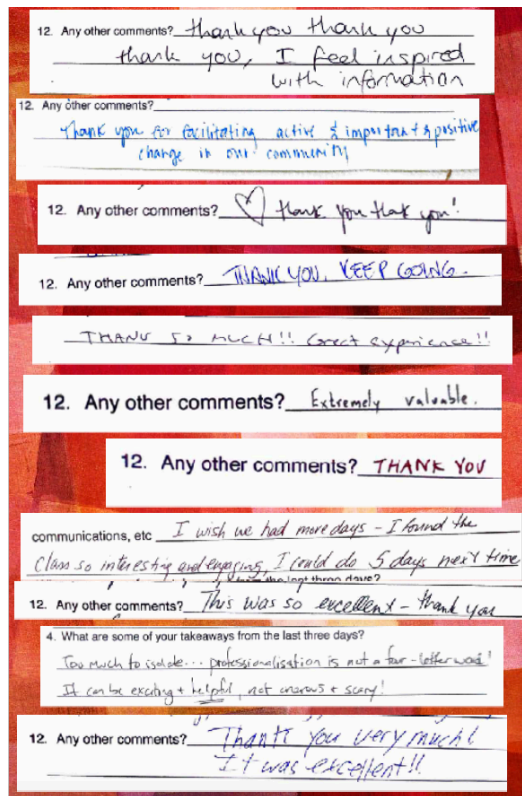 12. Any other comments? thank you thank you
thank you, I feel inspired
with information
12. Any other comments?
Thank you for facilitating active & important & positive
change in our community
12. Any other comments? thank you thak you!
12. Any other comments? THANK YOU, KEEP GOING.
THANKS SO MUCH!! Great experience!!
12. Any other comments? Extremely valuable.
12. Any other comments? THANK YOU
communications, etc I wish we had more days - I found the
class so interesting and engaging, I could do 5 days next time
the last three days?
12. Any other comments? This was so excellent - thank you
4. What are some of your takeaways from the last three days?
Too much to isolate... professionalisation is not a four-letter word!
It can be exciting + helpful, not onerous + scary!
12. Any other comments? Thank You very much!
It was excellent!!